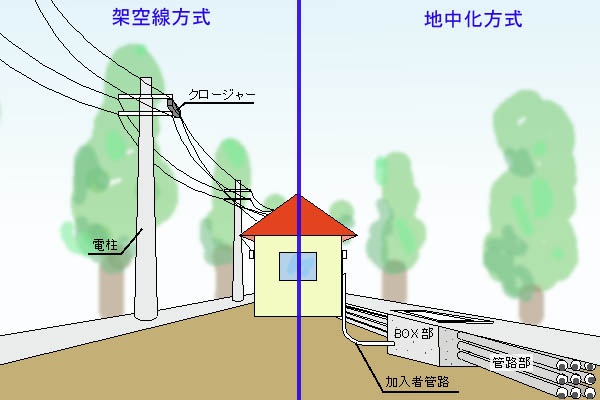 架空線方式
地中化方式
クロージャー
電柱
BOX部
管路部
加入者管路